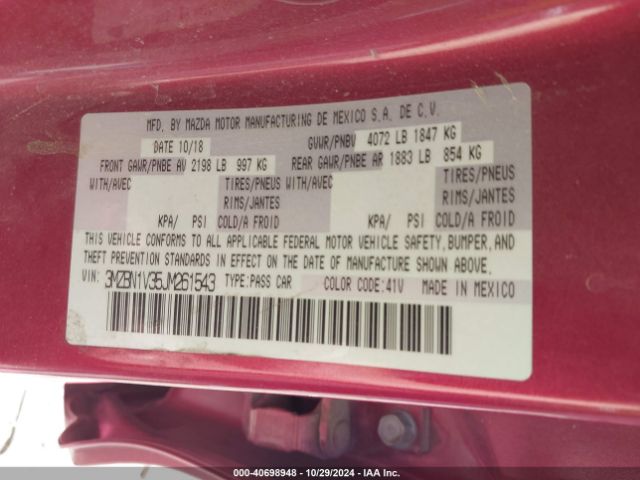 MFD. BY MAZDA MOTOR MANUFACTURING DE MEXICO S.A. DE C.V.
DATE 10/18 GVWR/PNBV 4072 LB 1847 KG
FRONT GAWR/PNBE AV 2198 LB 997 KG REAR GAWR/PNBE AR 1883 LB 854 KG
WITH/AVEC TIRES/PNEUS WITH/AVEC TIRES/PNEUS
RIMS/JANTES RIMS/JANTES
KPA/ PSI COLD/A FROID KPA/ PSI COLD/A FROID
THIS VEHICLE CONFORMS TO ALL APPLICABLE FEDERAL MOTOR VEHICLE SAFETY, BUMPER, AND
THEFT PREVENTION STANDARDS IN EFFECT ON THE DATE OF MANUFACTURE SHOWN ABOVE.
VIN: 3MZBN1V35JM261543 TYPE:PASS CAR COLOR CODE:41V MADE IN MEXICO
000-40698948 | 10/29/2024 | IAA Inc.